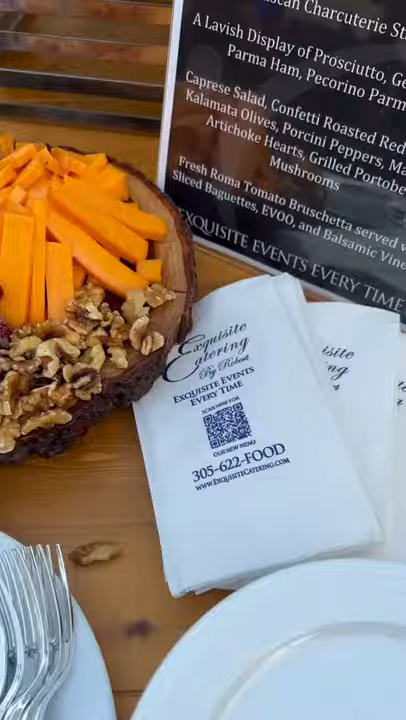 Charcuterie
A Lavish Display of Prosciutto,
Parma Ham, Pecorino
Caprese Salad, Confetti Roasted Red
Kalamata Olives, Porcini Peppers,
Artichoke Hearts, Grilled
Mushrooms
Fresh Roma Tomato Bruschetta served
Sliced Baguettes, EVOO, and Balsamic
EXQUISITE EVENTS EVERY TIME
Exquisite
Catering
By Robert
EXQUISITE EVENTS
EVERY TIME
SCAN HERE FOR
OUR NEW MENU
305-622-FOOD
WWW.EXQUISITECATERING.COM